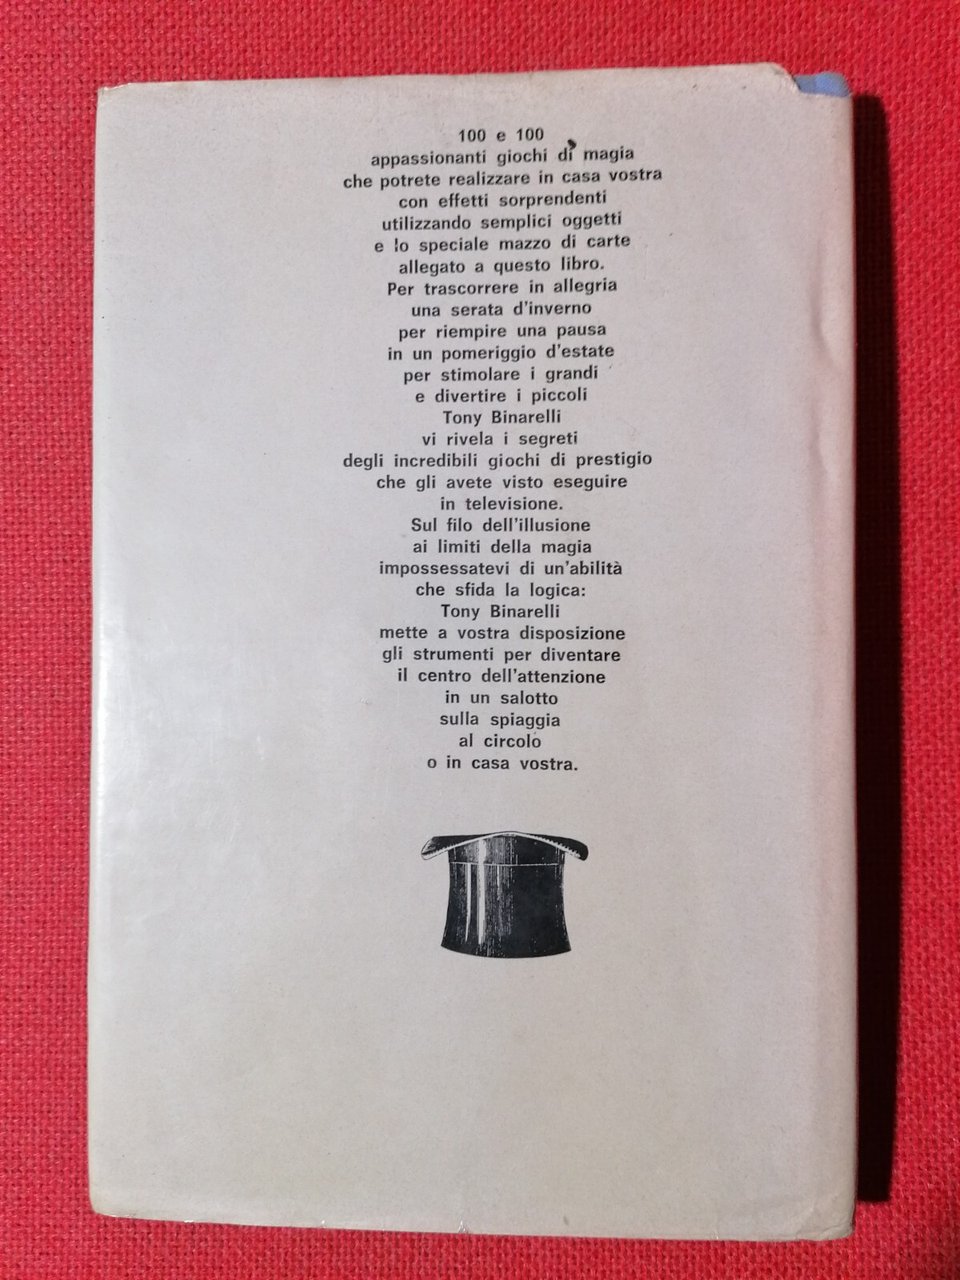 100 e 100
appassionanti giochi di magia
che potrete realizzare in casa vostra
con effetti sorprendenti
utilizzando semplici oggetti
e lo speciale mazzo di carte
allegato a questo libro.
Per trascorrere in allegria
una serata d'inverno
per riempire una pausa
in un pomeriggio d'estate
per stimolare i grandi
e divertire i piccoli
Tony Binarelli
vi rivela i segreti
degli incredibili giochi di prestigio
che gli avete visto eseguire
in televisione.
Sul filo dell'illusione
ai limiti della magia
impossessatevi di un'abilità
che sfida la logica:
Tony Binarelli
mette a vostra disposizione
gli strumenti per diventare
il centro dell'attenzione
in un salotto
sulla spiaggia
al circolo
o in casa vostra.